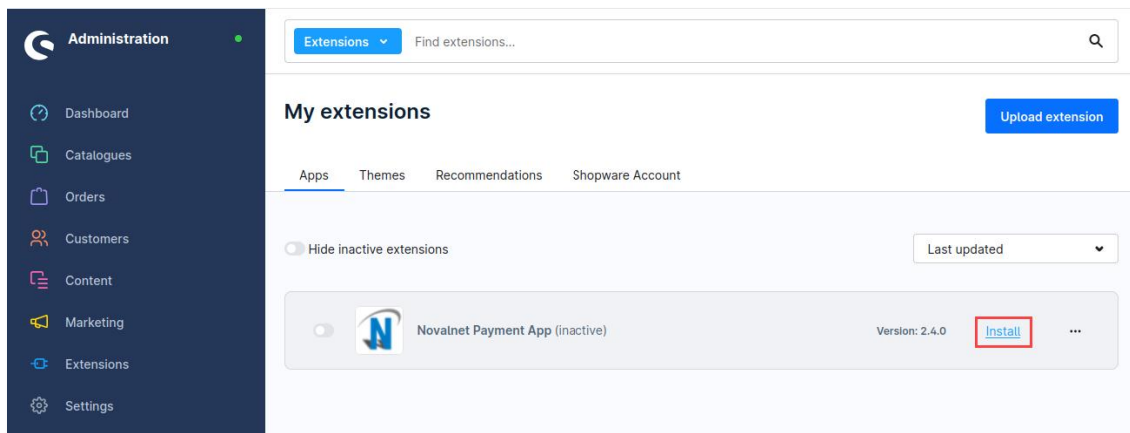 Administration
Dashboard
Catalogues
Orders
Customers
Content
Marketing
Extensions
Settings
Extensions Find extensions...
My extensions
Upload extension
Apps Themes Recommendations Shopware Account
Hide inactive extensions
Last updated
Novalnet Payment App (inactive) Version: 2.4.0 Install ...